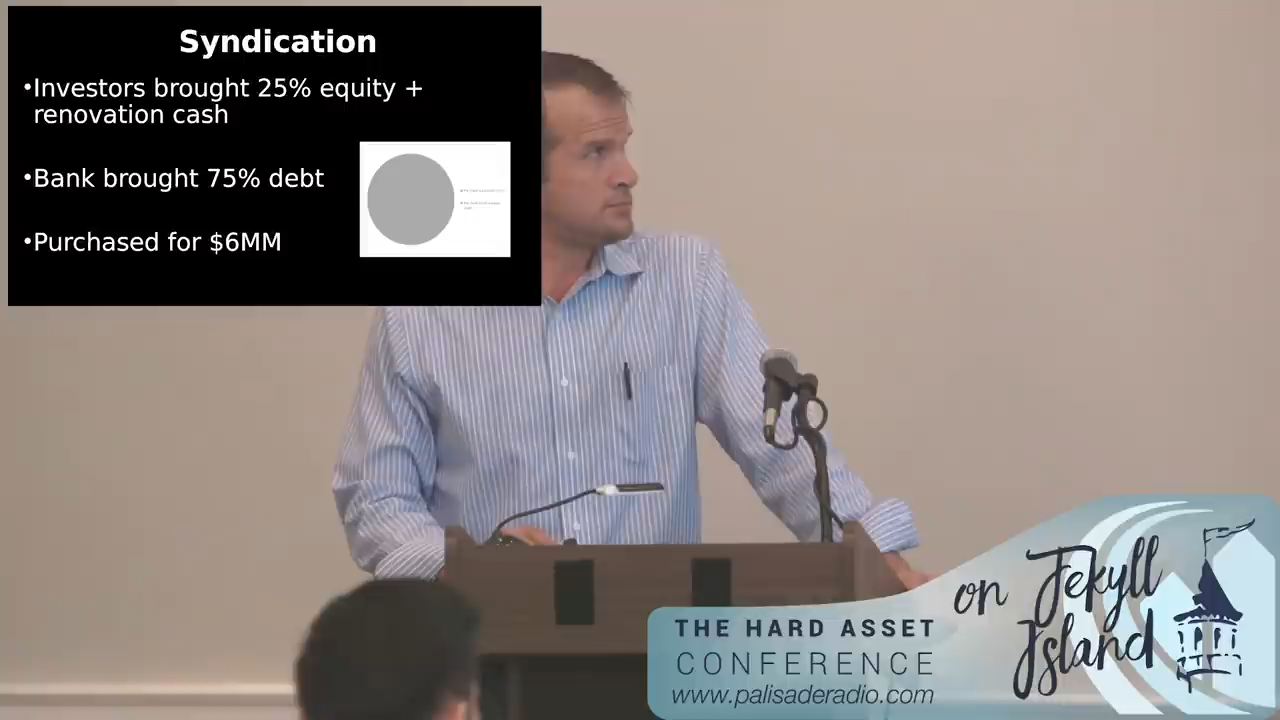 Syndication
•Investors brought 25% equity +
renovation cash
•Bank brought 75% debt
•Purchased for $6MM
on Jekyll
Island
THE HARD ASSET
CONFERENCE
www.palisaderadio.com